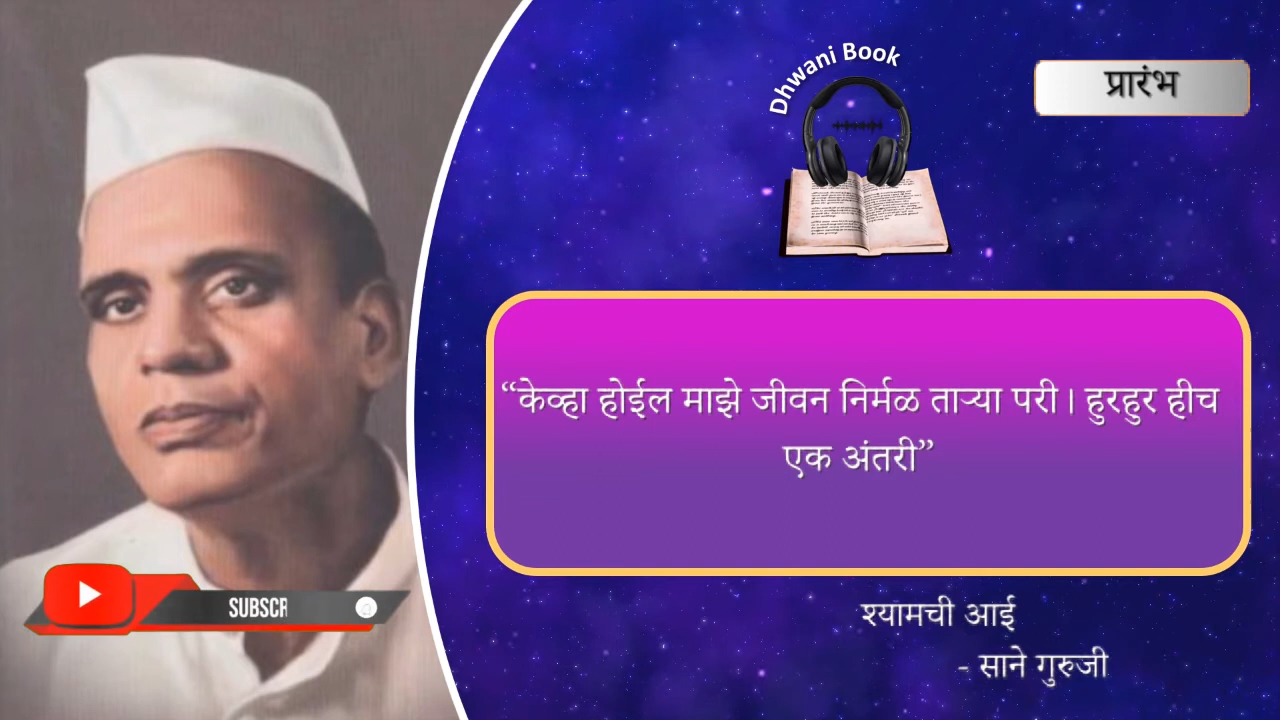 Dhwani Book
प्रारंभ
“केव्हा होईल माझे जीवन निर्मळ ताऱ्या परी । हुरहुर हीच
एक अंतरी”
SUBSCR
श्यामची आई
- साने गुरुजी